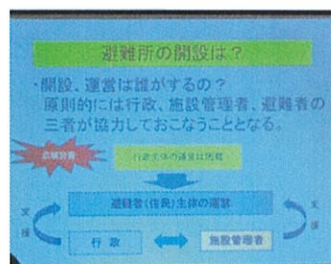 避難所の開設は？
・開設、運営は誰がするの？
原則的には行政、施設管理者、避難者の
三者が協力しておこなうこととなる。
広域災害
行政主体の運営は困難
避難者(住民)主体の運営
支援
支援
行政
施設管理者